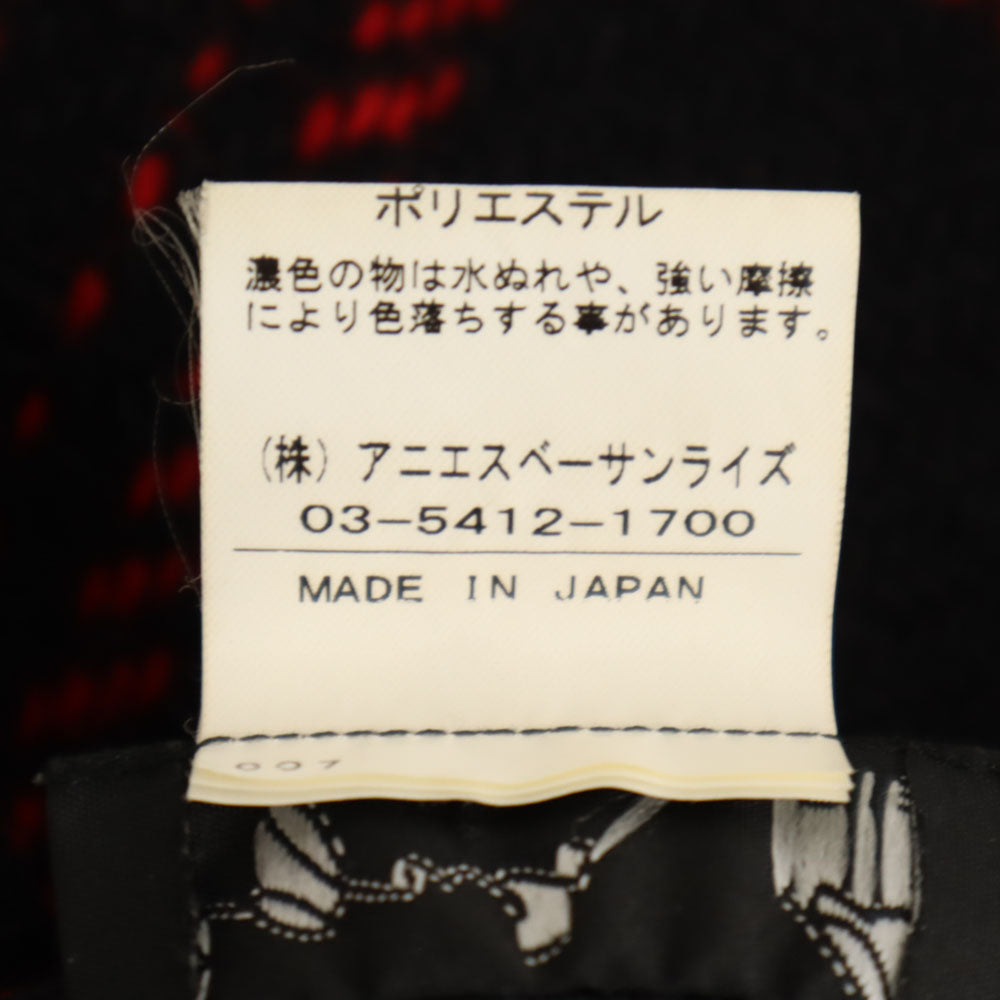 ポリエステル
濃色の物は水ぬれや、強い摩擦
により色落ちする事があります。
(株) アニエスベーサンライズ
03-5412-1700
MADE IN JAPAN
007